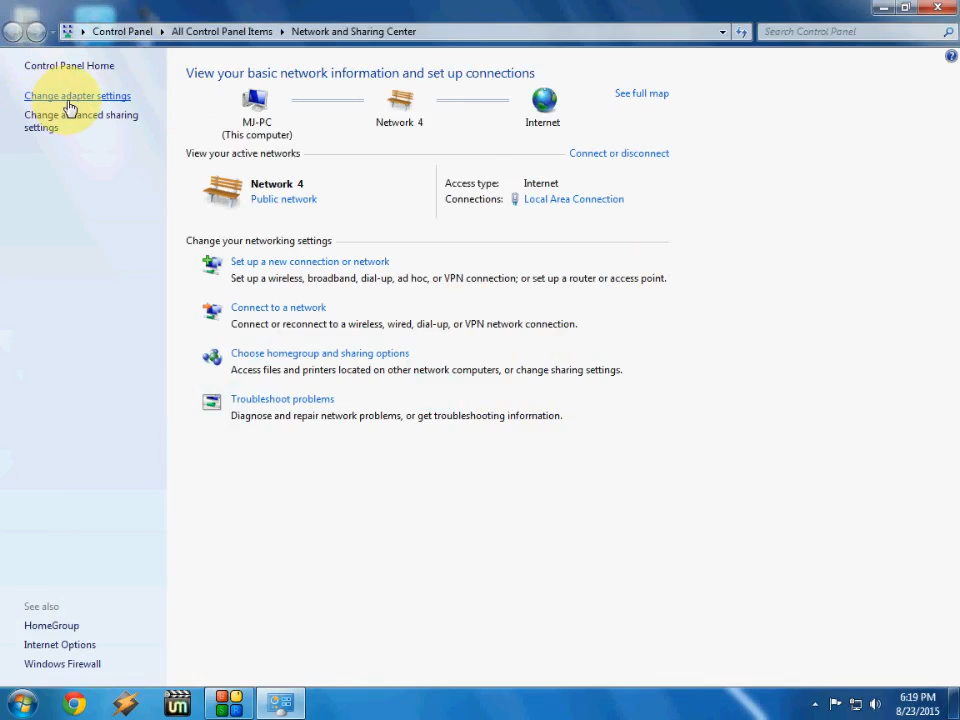 Control Panel
All Control Panel Items
Network and Sharing Center
Search Control Panel
Control Panel Home
Change adapter settings
Change advanced sharing
settings
View your basic network information and set up connections
See full map
MJ-PC
(This computer)
Network 4
Internet
View your active networks
Connect or disconnect
Network 4
Public network
Access type: Internet
Connections: Local Area Connection
Change your networking settings
Set up a new connection or network
Set up a wireless, broadband, dial-up, ad hoc, or VPN connection; or set up a router or access point.
Connect to a network
Connect or reconnect to a wireless, wired, dial-up, or VPN network connection.
Choose homegroup and sharing options
Access files and printers located on other network computers, or change sharing settings.
Troubleshoot problems
Diagnose and repair network problems, or get troubleshooting information.
See also
HomeGroup
Internet Options
Windows Firewall
um
6:19 PM
8/23/2015